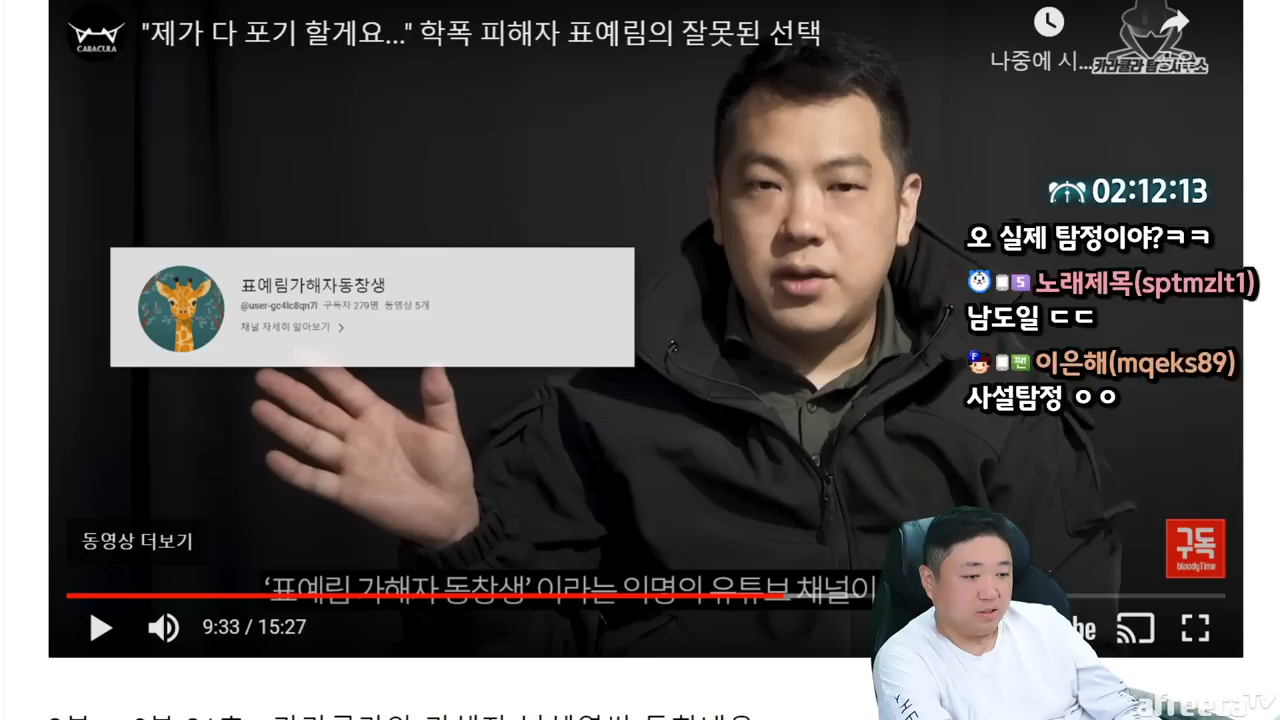 CARACULA
"제가 다 포기 할게요..." 학폭 피해자 표예림의 잘못된 선택
나중에 시...
02:12:13
오 실제 탐정이야?ㅋㅋ
노래제목(sptmzlt1)
남도일 ㄷㄷ
이은해(mqeks89)
사설탐정 ㅇㅇ
표예림가해자동창생
@user-gc4lc8qn7l 구독자 279명 동영상 5개
채널 자세히 알아보기
동영상 더보기
구독
bloodyTime
'표예림 가해자 동창생' 이라는 익명의 유튜브 채널이
9:33 / 15:27
afreecaTV